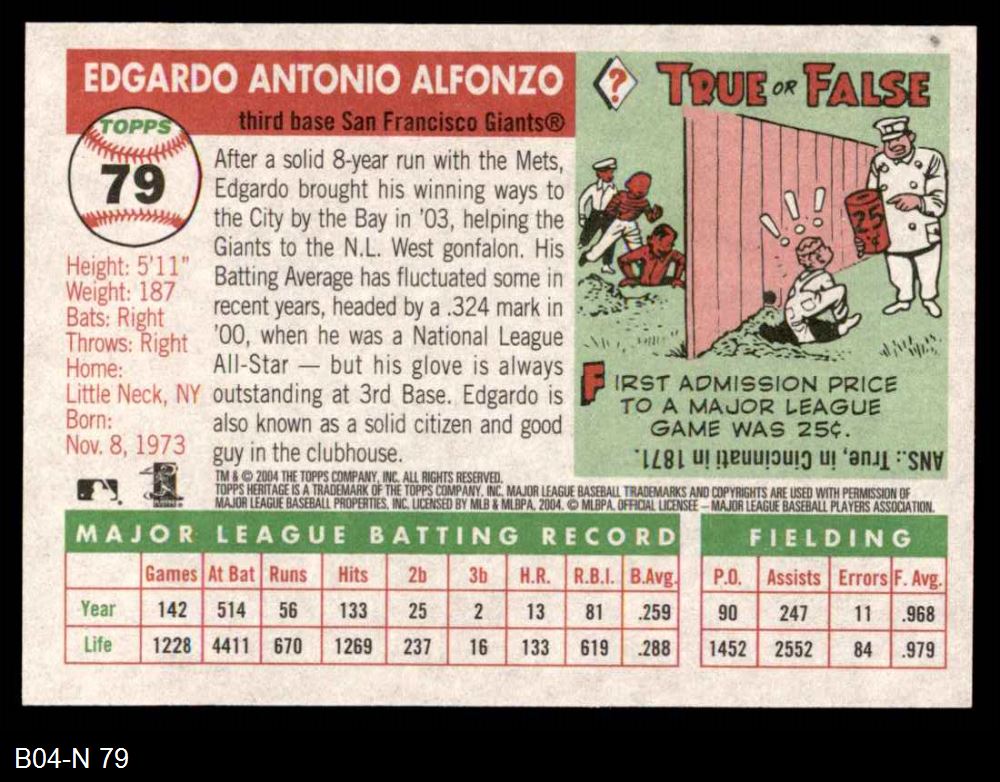 EDGARDO ANTONIO ALFONZO
third base San Francisco Giants®
TOPPS
79
Height: 5'11"
Weight: 187
Bats: Right
Throws: Right
Home:
Little Neck, NY
Born:
Nov. 8, 1973
After a solid 8-year run with the Mets,
Edgardo brought his winning ways to
the City by the Bay in '03, helping the
Giants to the N.L. West gonfalon. His
Batting Average has fluctuated some in
recent years, headed by a .324 mark in
'00, when he was a National League
All-Star — but his glove is always
outstanding at 3rd Base. Edgardo is
also known as a solid citizen and good
guy in the clubhouse.
? TRUE OR FALSE
25¢
! ! !
FIRST ADMISSION PRICE
TO A MAJOR LEAGUE
GAME WAS 25¢.
ANS.: True, in Cincinnati in 1871.
TM & © 2004 THE TOPPS COMPANY, INC. ALL RIGHTS RESERVED.
TOPPS HERITAGE IS A TRADEMARK OF THE TOPPS COMPANY, INC. MAJOR LEAGUE BASEBALL TRADEMARKS AND COPYRIGHTS ARE USED WITH PERMISSION OF
MAJOR LEAGUE BASEBALL PROPERTIES, INC. LICENSED BY MLB & MLBPA, 2004. © MLBPA. OFFICIAL LICENSEE – MAJOR LEAGUE BASEBALL PLAYERS ASSOCIATION.
MAJOR LEAGUE BATTING RECORD FIELDING
Games At Bat Runs Hits 2b 3b H.R. R.B.I. B.Avg. P.O. Assists Errors F. Avg.
Year 142 514 56 133 25 2 13 81 .259 90 247 11 .968
Life 1228 4411 670 1269 237 16 133 619 .288 1452 2552 84 .979
B04-N 79